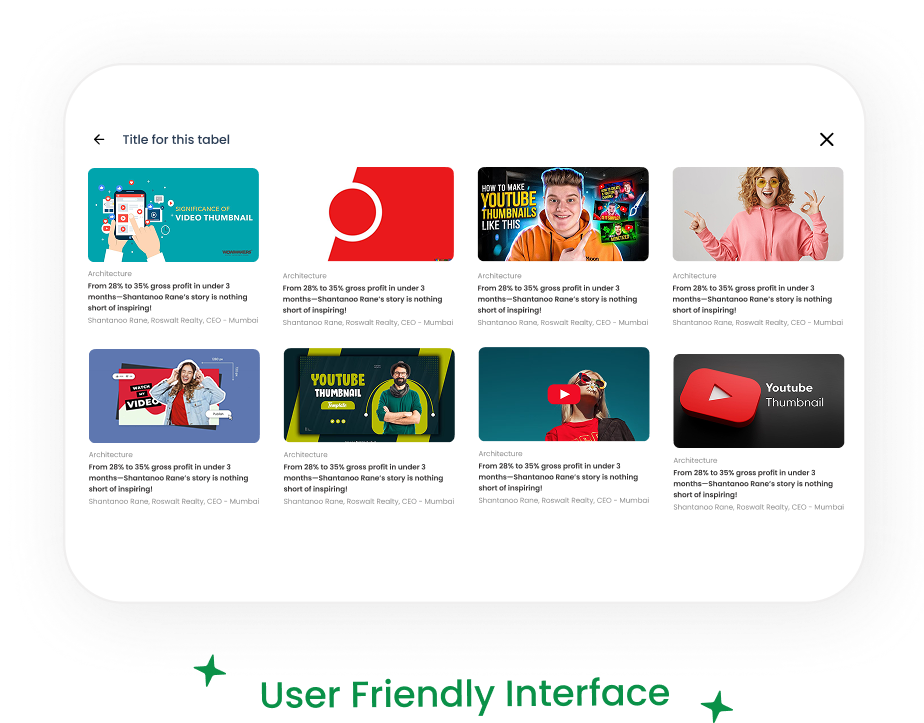 Title for this tabel
SIGNIFICANCE OF
VIDEO THUMBNAIL
HOW TO MAKE
YOUTUBE
THUMBNAILS
LIKE THIS
Architecture
From 28% to 35% gross profit in under 3
months—Shantanoo Rane's story is nothing
short of inspiring!
Shantanoo Rane, Roswalt Realty, CEO - Mumbai
Architecture
From 28% to 35% gross profit in under 3
months—Shantanoo Rane's story is nothing
short of inspiring!
Shantanoo Rane, Roswalt Realty, CEO - Mumbai
Architecture
From 28% to 35% gross profit in under 3
months—Shantanoo Rane's story is nothing
short of inspiring!
Shantanoo Rane, Roswalt Realty, CEO - Mumbai
Architecture
From 28% to 35% gross profit in under 3
months—Shantanoo Rane's story is nothing
short of inspiring!
Shantanoo Rane, Roswalt Realty, CEO - Mumbai
WATCH
MY
VIDEO
Publish
YOUTUBE
THUMBNAIL
Template
Youtube
Thumbnail
Architecture
From 28% to 35% gross profit in under 3
months—Shantanoo Rane's story is nothing
short of inspiring!
Shantanoo Rane, Roswalt Realty, CEO - Mumbai
Architecture
From 28% to 35% gross profit in under 3
months—Shantanoo Rane's story is nothing
short of inspiring!
Shantanoo Rane, Roswalt Realty, CEO - Mumbai
Architecture
From 28% to 35% gross profit in under 3
months—Shantanoo Rane's story is nothing
short of inspiring!
Shantanoo Rane, Roswalt Realty, CEO - Mumbai
Architecture
From 28% to 35% gross profit in under 3
months—Shantanoo Rane's story is nothing
short of inspiring!
Shantanoo Rane, Roswalt Realty, CEO - Mumbai
User Friendly Interface